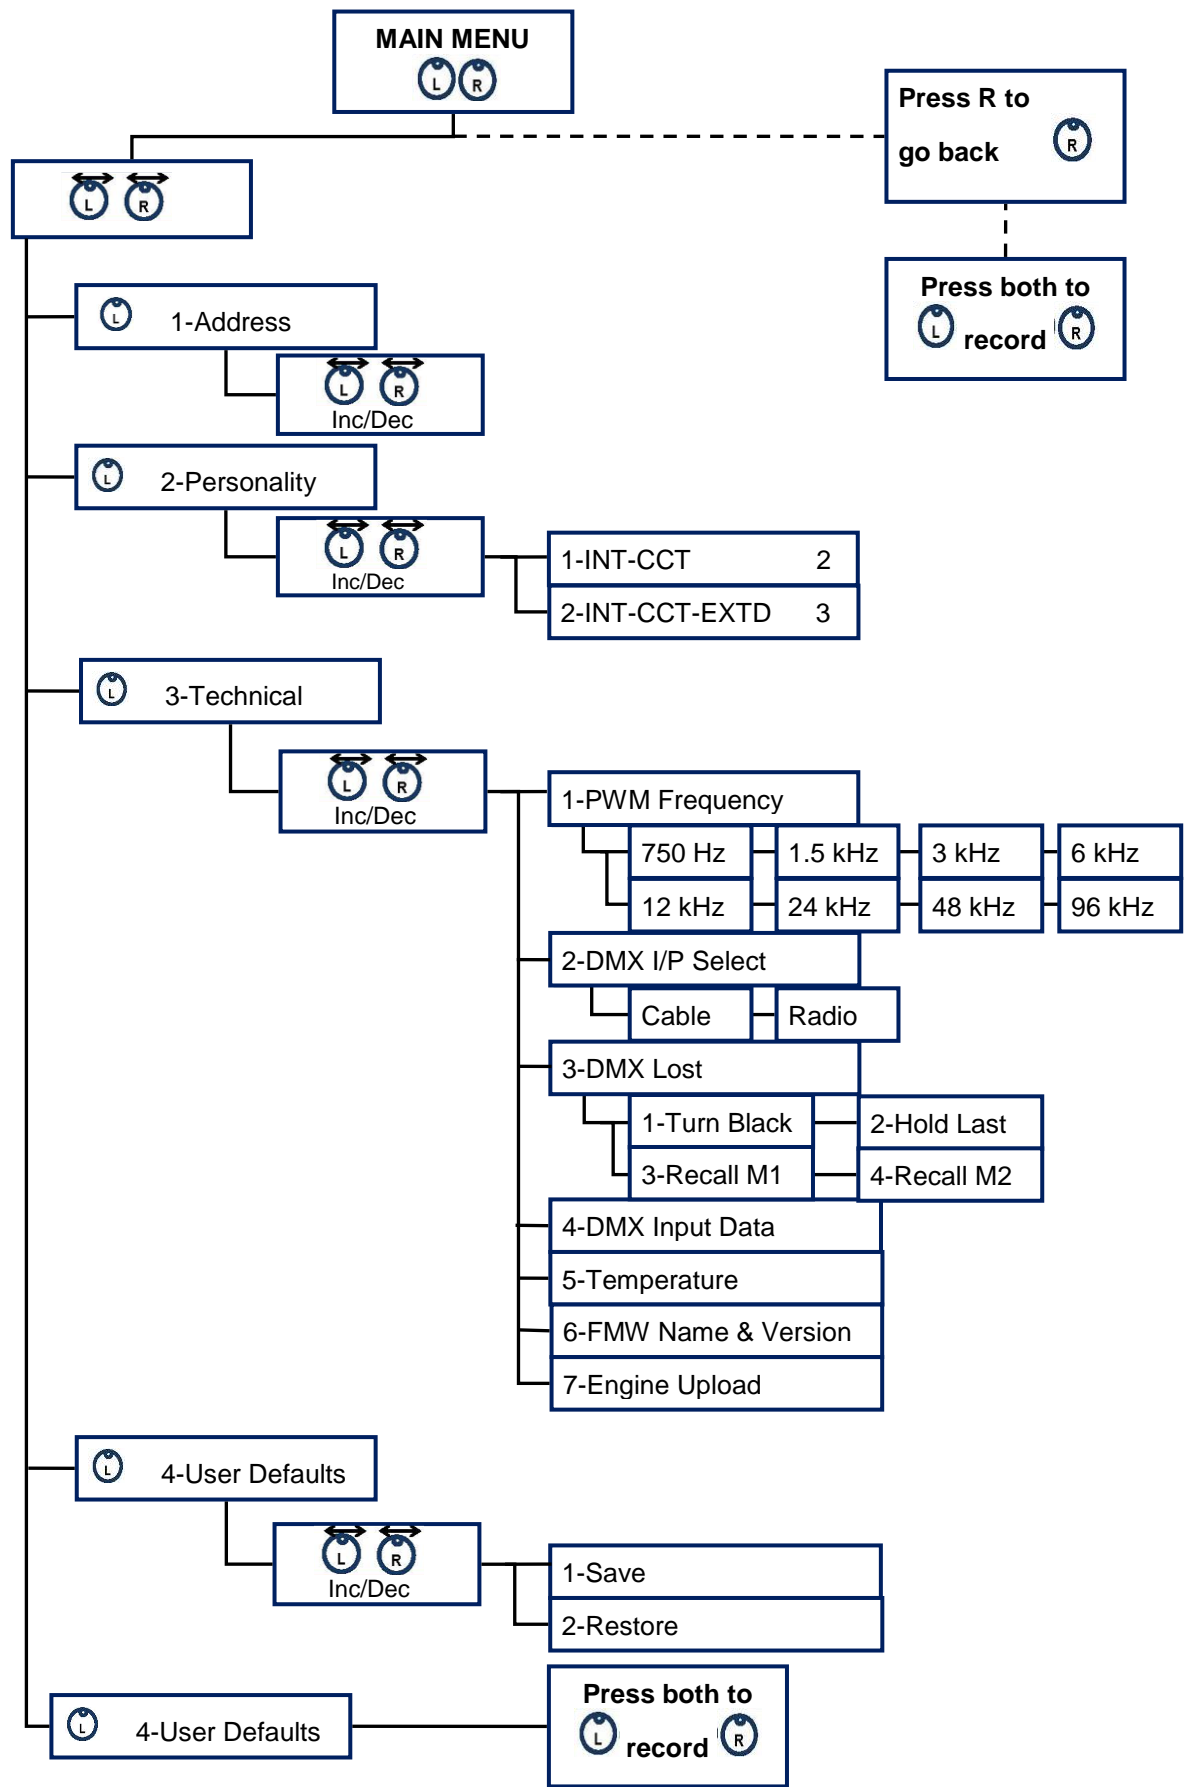 MAIN MENU
L R
Press R to
go back R
L R
Press both to
L record R
L 1-Address
L R
Inc/Dec
L 2-Personality
L R
Inc/Dec
1-INT-CCT 2
2-INT-CCT-EXTD 3
L 3-Technical
L R
Inc/Dec
1-PWM Frequency
750 Hz 1.5 kHz 3 kHz 6 kHz
12 kHz 24 kHz 48 kHz 96 kHz
2-DMX I/P Select
Cable Radio
3-DMX Lost
1-Turn Black 2-Hold Last
3-Recall M1 4-Recall M2
4-DMX Input Data
5-Temperature
6-FMW Name & Version
7-Engine Upload
L 4-User Defaults
L R
Inc/Dec
1-Save
2-Restore
L 4-User Defaults
Press both to
L record R